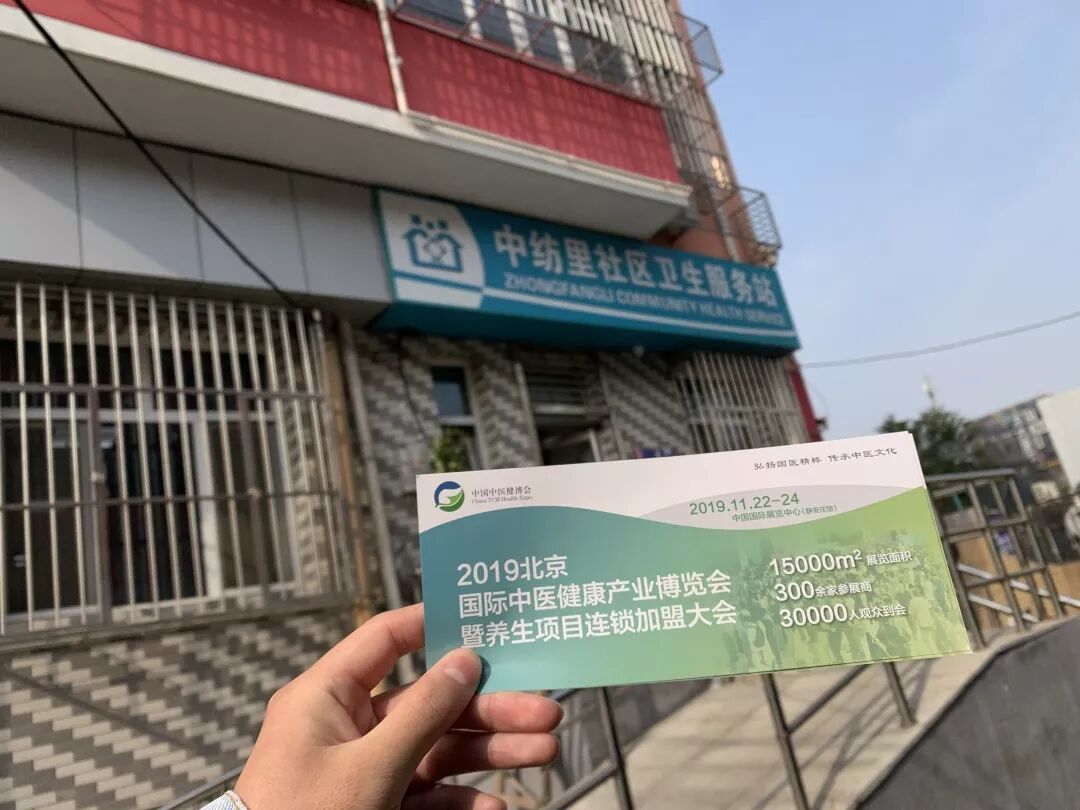 中纺里社区卫生服务站
ZHONGFANGLI COMMUNITY HEALTH SERVICE
弘扬国医精粹 传承中医文化
中国中医健博会
China TCM Health Expo
2019.11.22-24
中国国际展览中心(静安庄馆)
2019北京
国际中医健康产业博览会
暨养生项目连锁加盟大会
15000m² 展览面积
300余家参展商
30000人观众到会